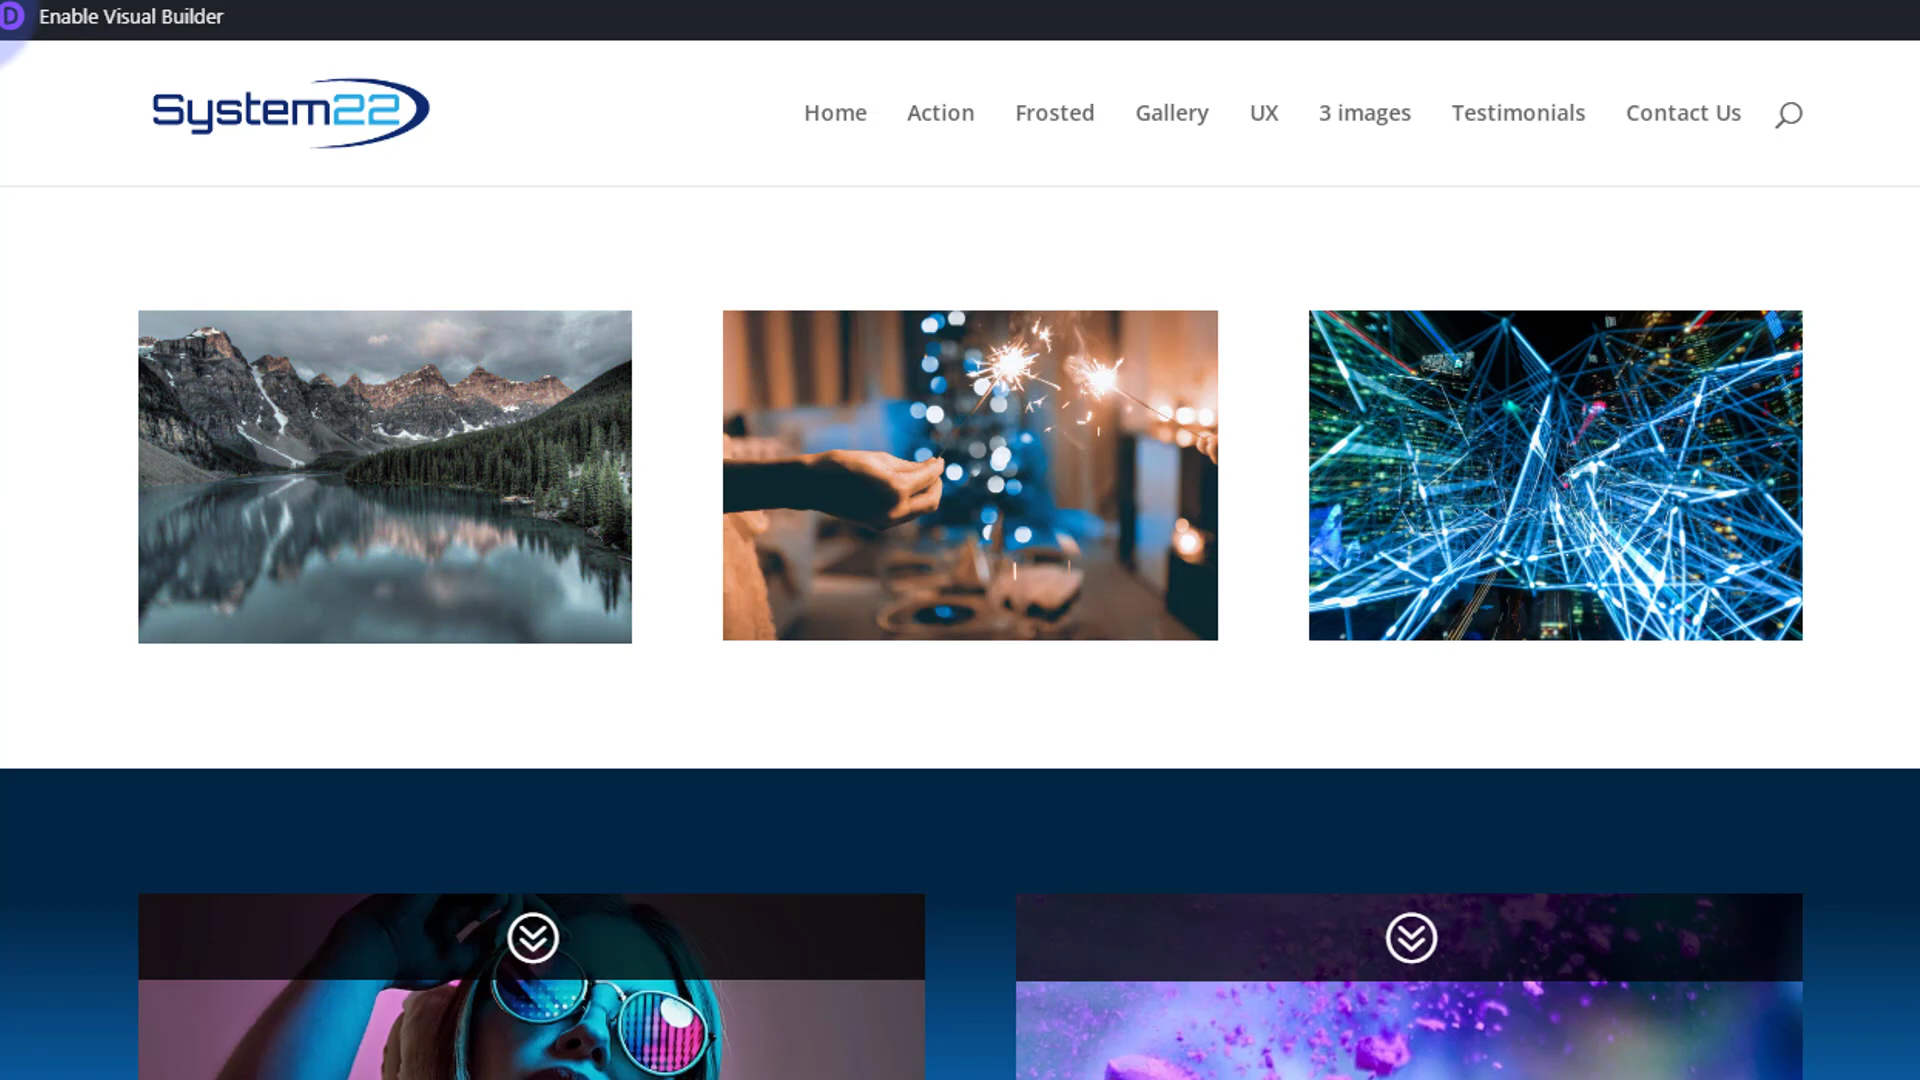 D Enable Visual Builder
System22
Home Action Frosted Gallery UX 3 images Testimonials Contact Us